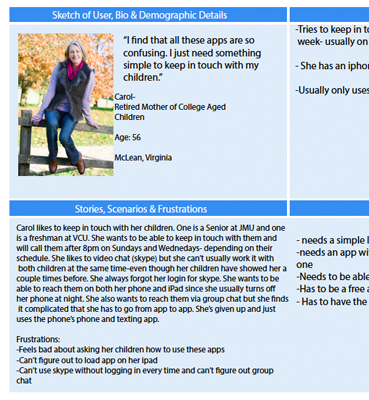 Sketch of User, Bio & Demographic Details
“I find that all these apps are so
confusing. I just need something
simple to keep in touch with my
children.”
Carol-
Retired Mother of College Aged
Children
Age: 56
McLean, Virginia
-Tries to keep in to
week- usually on
- She has an iphon
-Usually only uses
Stories, Scenarios & Frustrations
Carol likes to keep in touch with her children. One is a Senior at JMU and one
is a freshman at VCU. She wants to be able to keep in touch with them and
will call them after 8pm on Sundays and Wednesdays- depending on their
schedule. She likes to video chat (skype) but she can't usually work it with
both children at the same time-even though her children have showed her a
couple times before. She always forgot her login for skype. She wants to be
able to reach them on both her phone and iPad since she usually turns off
her phone at night. She also wants to reach them via group chat but she finds
it complicated that she has to go from app to app. She's given up and just
uses the phone's phone and texting app.
Frustrations:
-Feels bad about asking her children how to use these apps
-Can't figure out to load app on her ipad
-Can't use skype without logging in every time and can't figure out group
chat
- needs a simple l
-needs an app wi
one
-Needs to be able
-Has to be a free a
- Has to have the